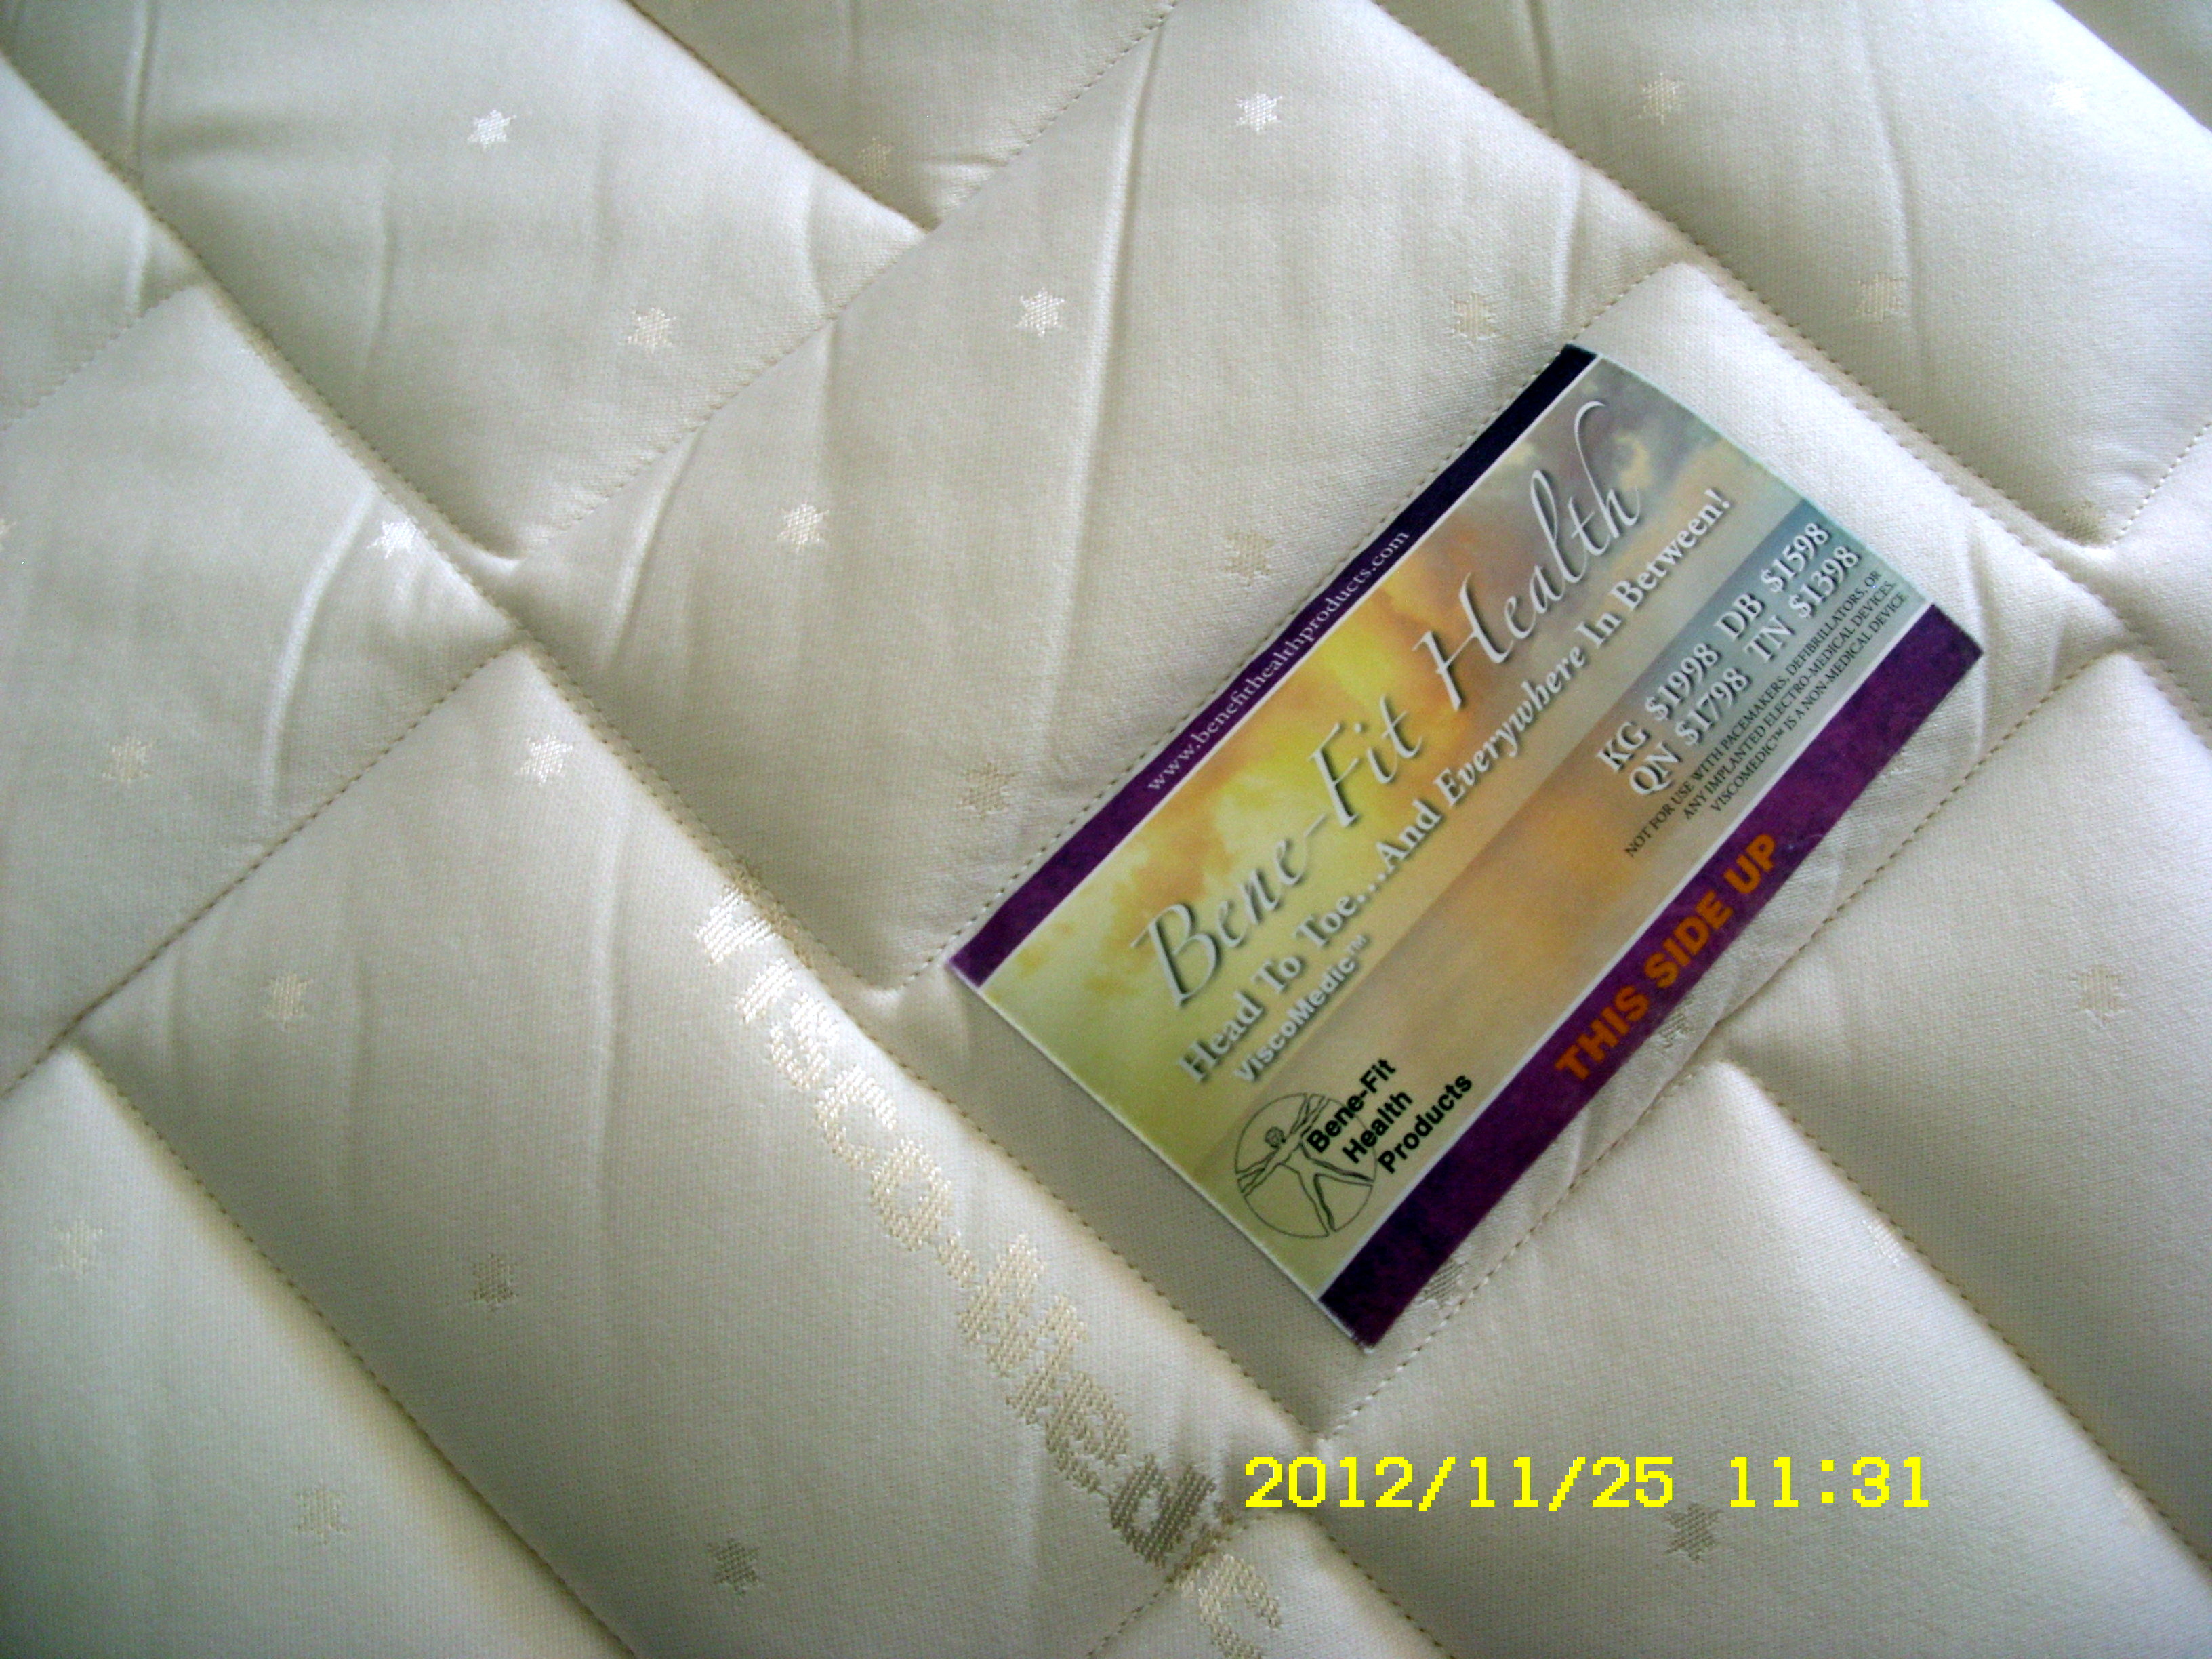 www.benefithealthproducts.com
Bene-Fit Health
Head To Toe...And Everywhere In Between!
ViscoMedic™
KG $1998 DB $1598
QN $1798 TN $1398
NOT FOR USE WITH PACEMAKERS, DEFIBRILLATORS, OR
ANY IMPLANTED ELECTRO-MEDICAL DEVICES.
VISCOMEDIC™ IS A NON-MEDICAL DEVICE.
Bene-Fit
Health
Products
THIS SIDE UP
Visco-Medic
2012/11/25 11:31